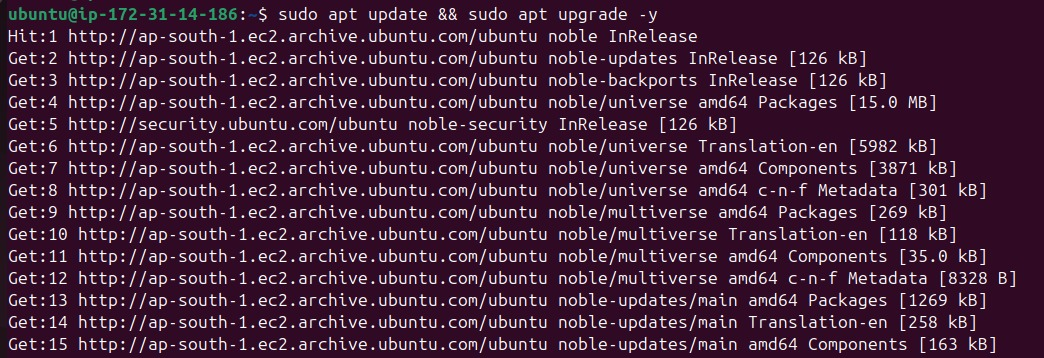 ubuntu@ip-172-31-14-186:~$ sudo apt update && sudo apt upgrade -y
Hit:1 http://ap-south-1.ec2.archive.ubuntu.com/ubuntu noble InRelease
Get:2 http://ap-south-1.ec2.archive.ubuntu.com/ubuntu noble-updates InRelease [126 kB]
Get:3 http://ap-south-1.ec2.archive.ubuntu.com/ubuntu noble-backports InRelease [126 kB]
Get:4 http://ap-south-1.ec2.archive.ubuntu.com/ubuntu noble/universe amd64 Packages [15.0 MB]
Get:5 http://security.ubuntu.com/ubuntu noble-security InRelease [126 kB]
Get:6 http://ap-south-1.ec2.archive.ubuntu.com/ubuntu noble/universe Translation-en [5982 kB]
Get:7 http://ap-south-1.ec2.archive.ubuntu.com/ubuntu noble/universe amd64 Components [3871 kB]
Get:8 http://ap-south-1.ec2.archive.ubuntu.com/ubuntu noble/universe amd64 c-n-f Metadata [301 kB]
Get:9 http://ap-south-1.ec2.archive.ubuntu.com/ubuntu noble/multiverse amd64 Packages [269 kB]
Get:10 http://ap-south-1.ec2.archive.ubuntu.com/ubuntu noble/multiverse Translation-en [118 kB]
Get:11 http://ap-south-1.ec2.archive.ubuntu.com/ubuntu noble/multiverse amd64 Components [35.0 kB]
Get:12 http://ap-south-1.ec2.archive.ubuntu.com/ubuntu noble/multiverse amd64 c-n-f Metadata [8328 B]
Get:13 http://ap-south-1.ec2.archive.ubuntu.com/ubuntu noble-updates/main amd64 Packages [1269 kB]
Get:14 http://ap-south-1.ec2.archive.ubuntu.com/ubuntu noble-updates/main Translation-en [258 kB]
Get:15 http://ap-south-1.ec2.archive.ubuntu.com/ubuntu noble-updates/main amd64 Components [163 kB]